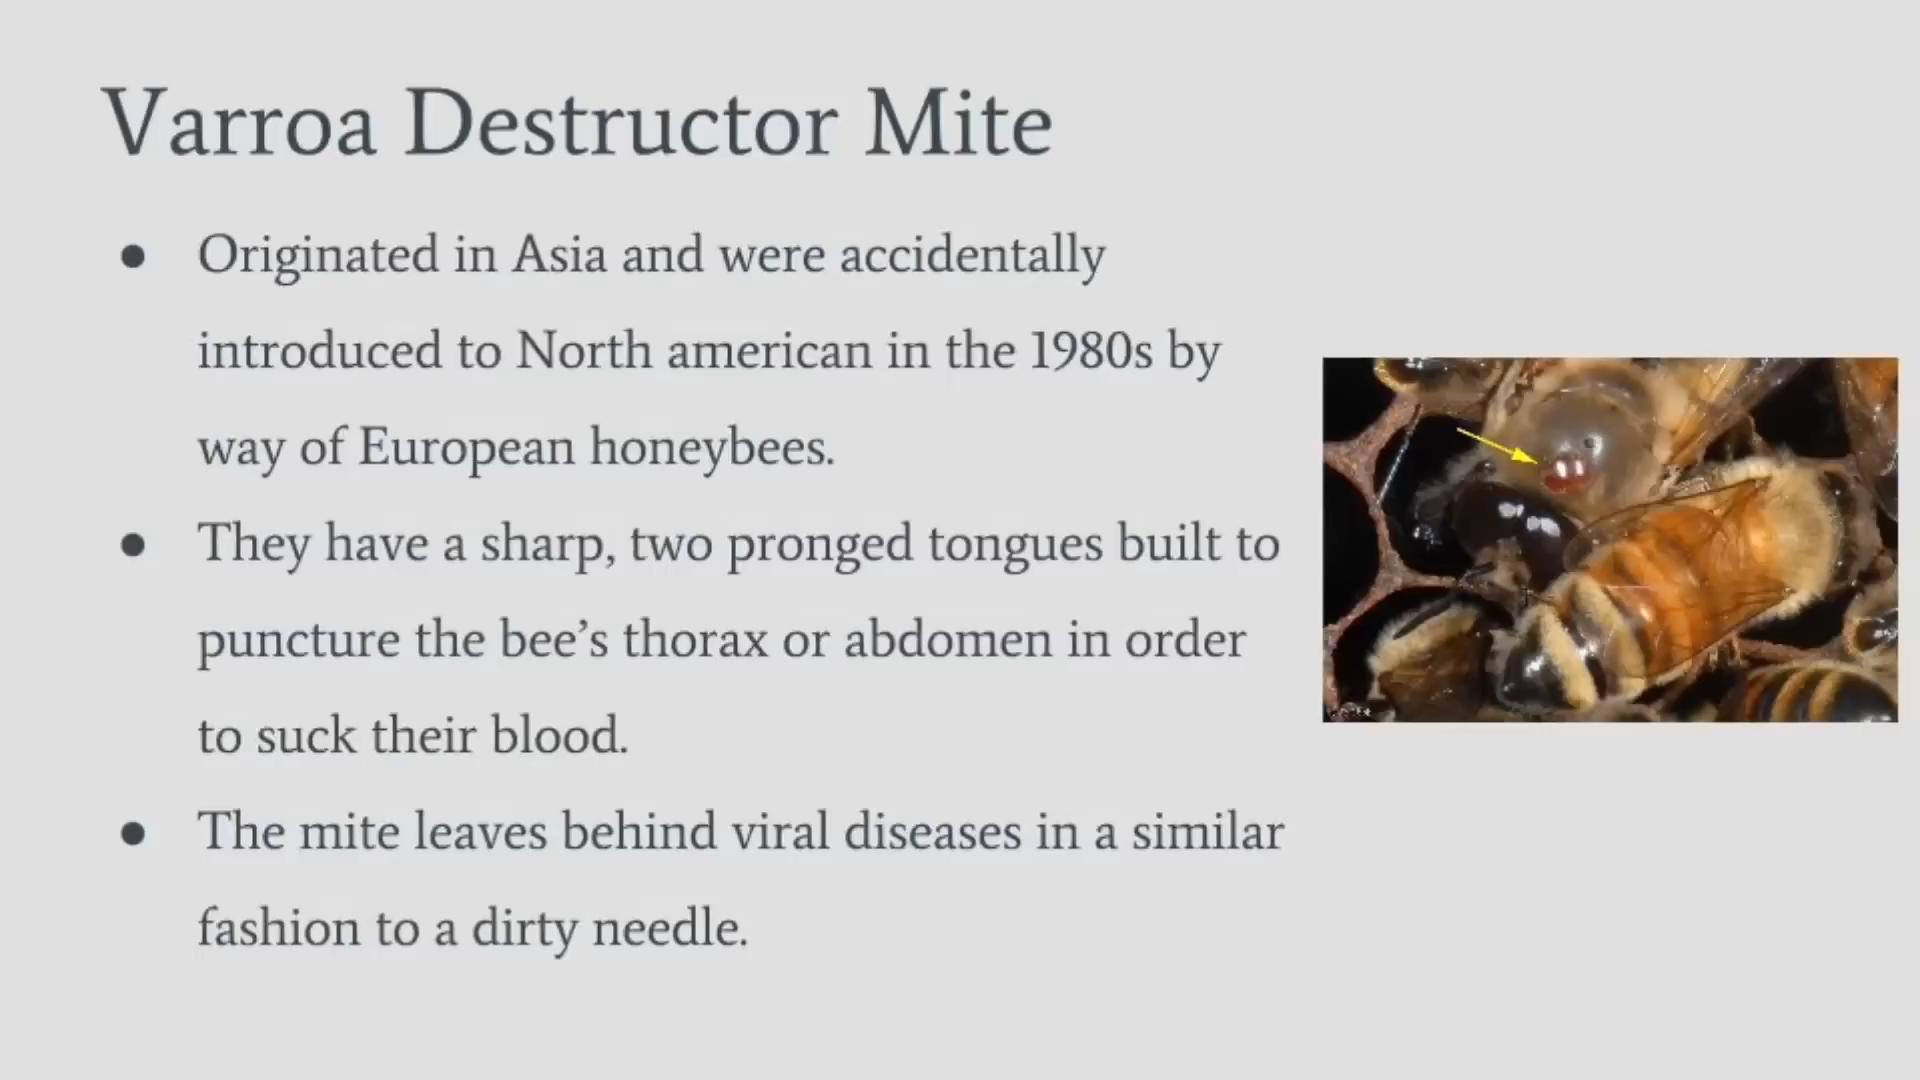 Varroa Destructor Mite
● Originated in Asia and were accidentally
introduced to North american in the 1980s by
way of European honeybees.
● They have a sharp, two pronged tongues built to
puncture the bee’s thorax or abdomen in order
to suck their blood.
● The mite leaves behind viral diseases in a similar
fashion to a dirty needle.